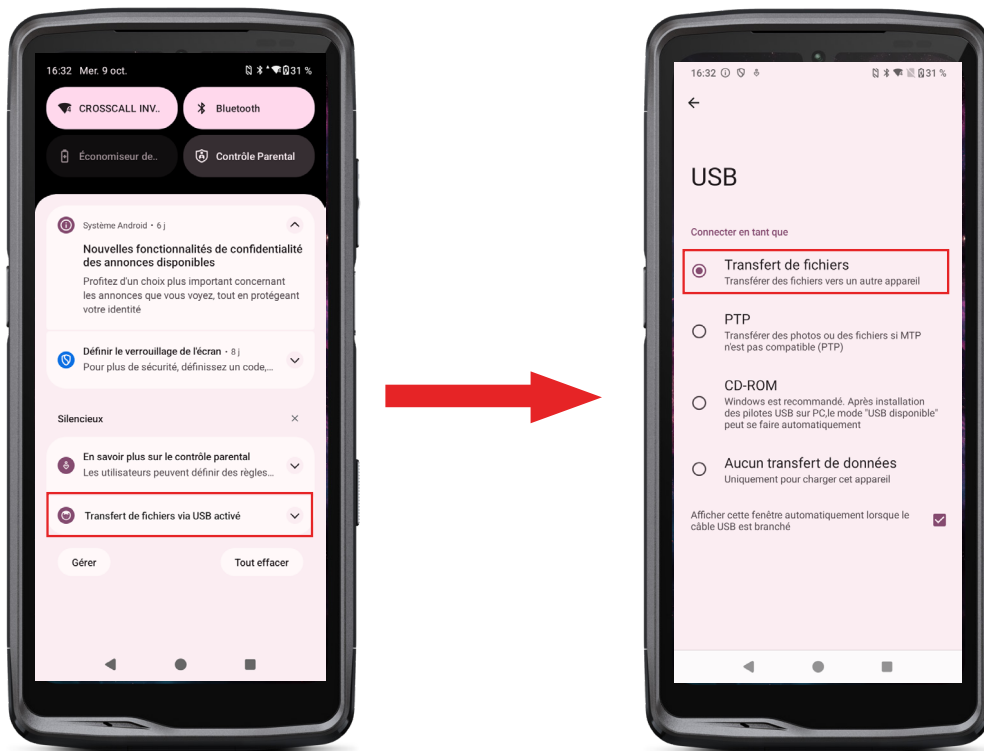 16:32 Mer. 9 oct.
31 %
CROSSCALL INV..
Bluetooth
Économiseur de..
Contrôle Parental
Système Android • 6 j
Nouvelles fonctionnalités de confidentialité
des annonces disponibles
Profitez d'un choix plus important concernant
les annonces que vous voyez, tout en protégeant
votre identité
Définir le verrouillage de l'écran • 8 j
Pour plus de sécurité, définissez un code,...
Silencieux
En savoir plus sur le contrôle parental
Les utilisateurs peuvent définir des règles...
Transfert de fichiers via USB activé
Gérer
Tout effacer
16:32
31 %
USB
Connecter en tant que
Transfert de fichiers
Transférer des fichiers vers un autre appareil
PTP
Transférer des photos ou des fichiers si MTP
n'est pas compatible (PTP)
CD-ROM
Windows est recommandé. Après installation
des pilotes USB sur PC,le mode "USB disponible"
peut se faire automatiquement
Aucun transfert de données
Uniquement pour charger cet appareil
Afficher cette fenêtre automatiquement lorsque le
câble USB est branché